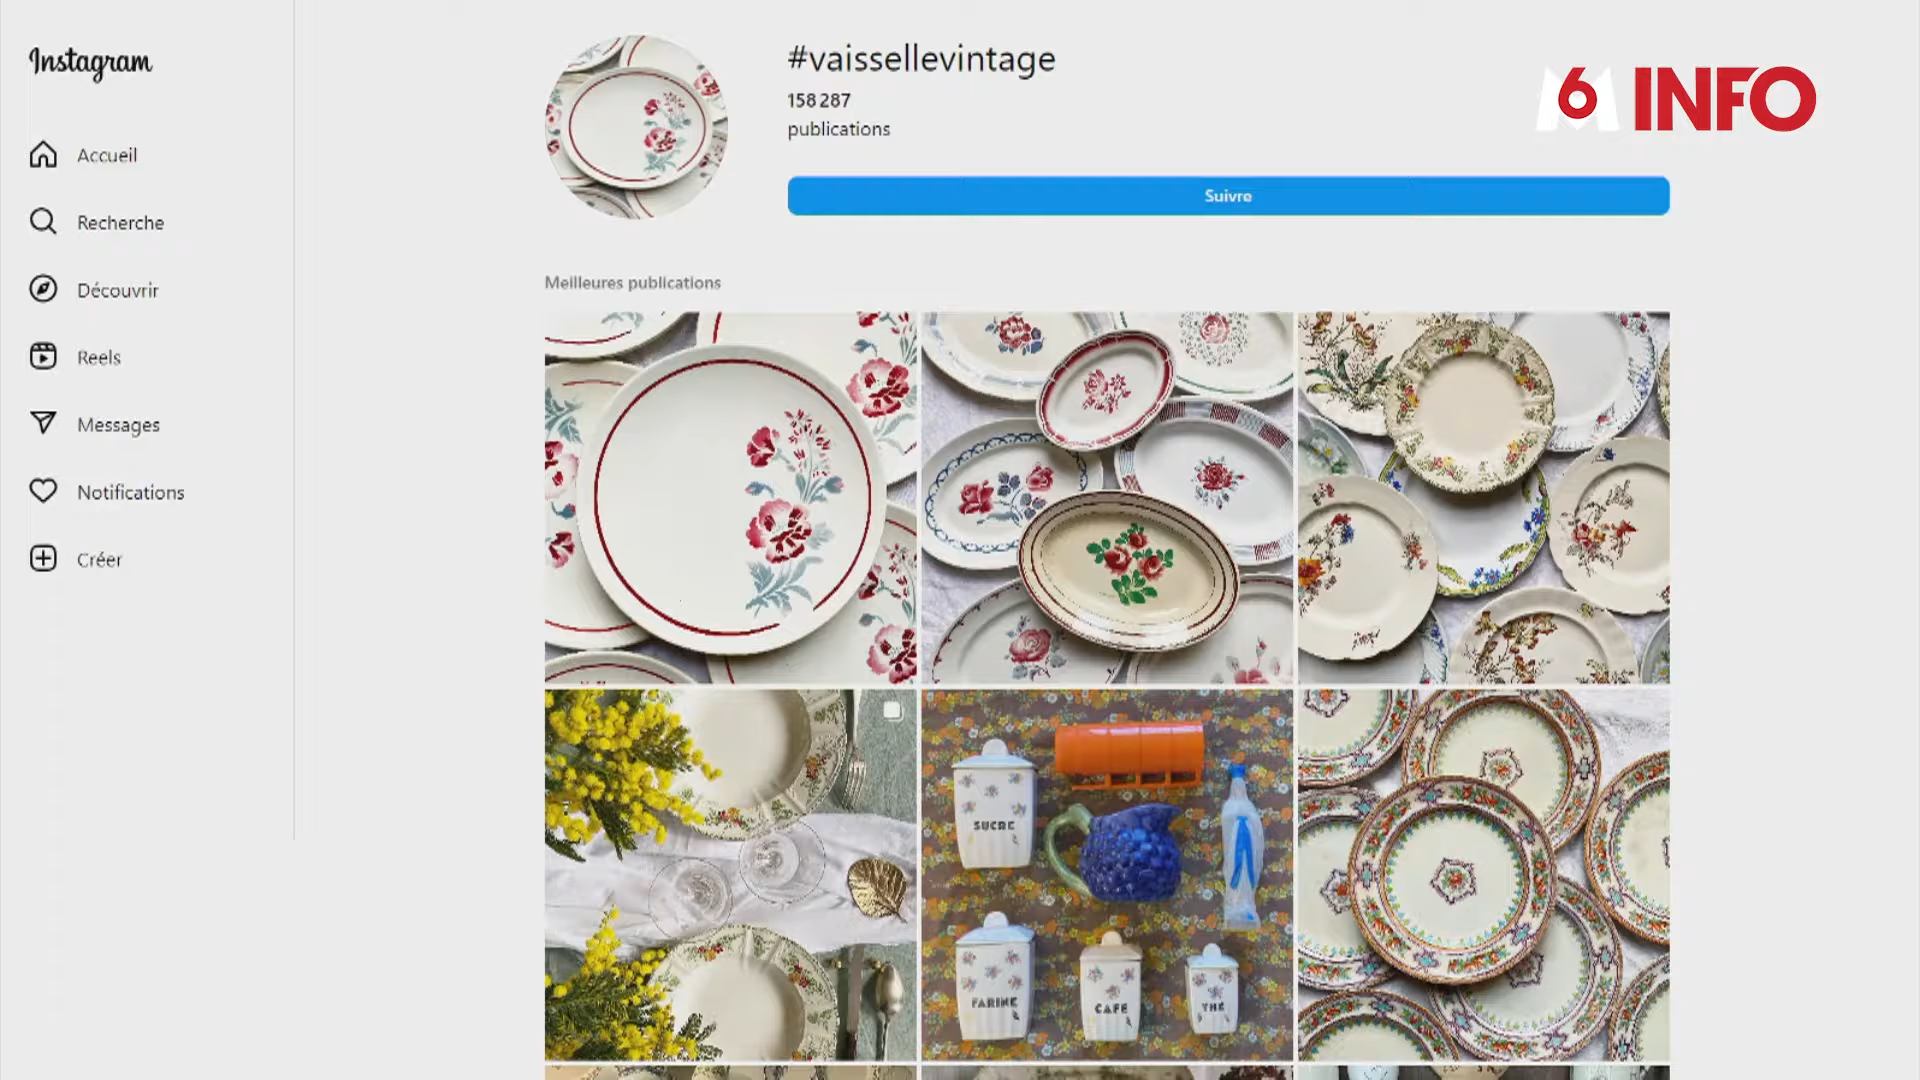 Instagram
Accueil
Recherche
Découvrir
Reels
Messages
Notifications
Créer
#vaissellevintage
158 287
publications
Suivre
M6 INFO
Meilleures publications
SUCRE
FARINE
CAFE
THE